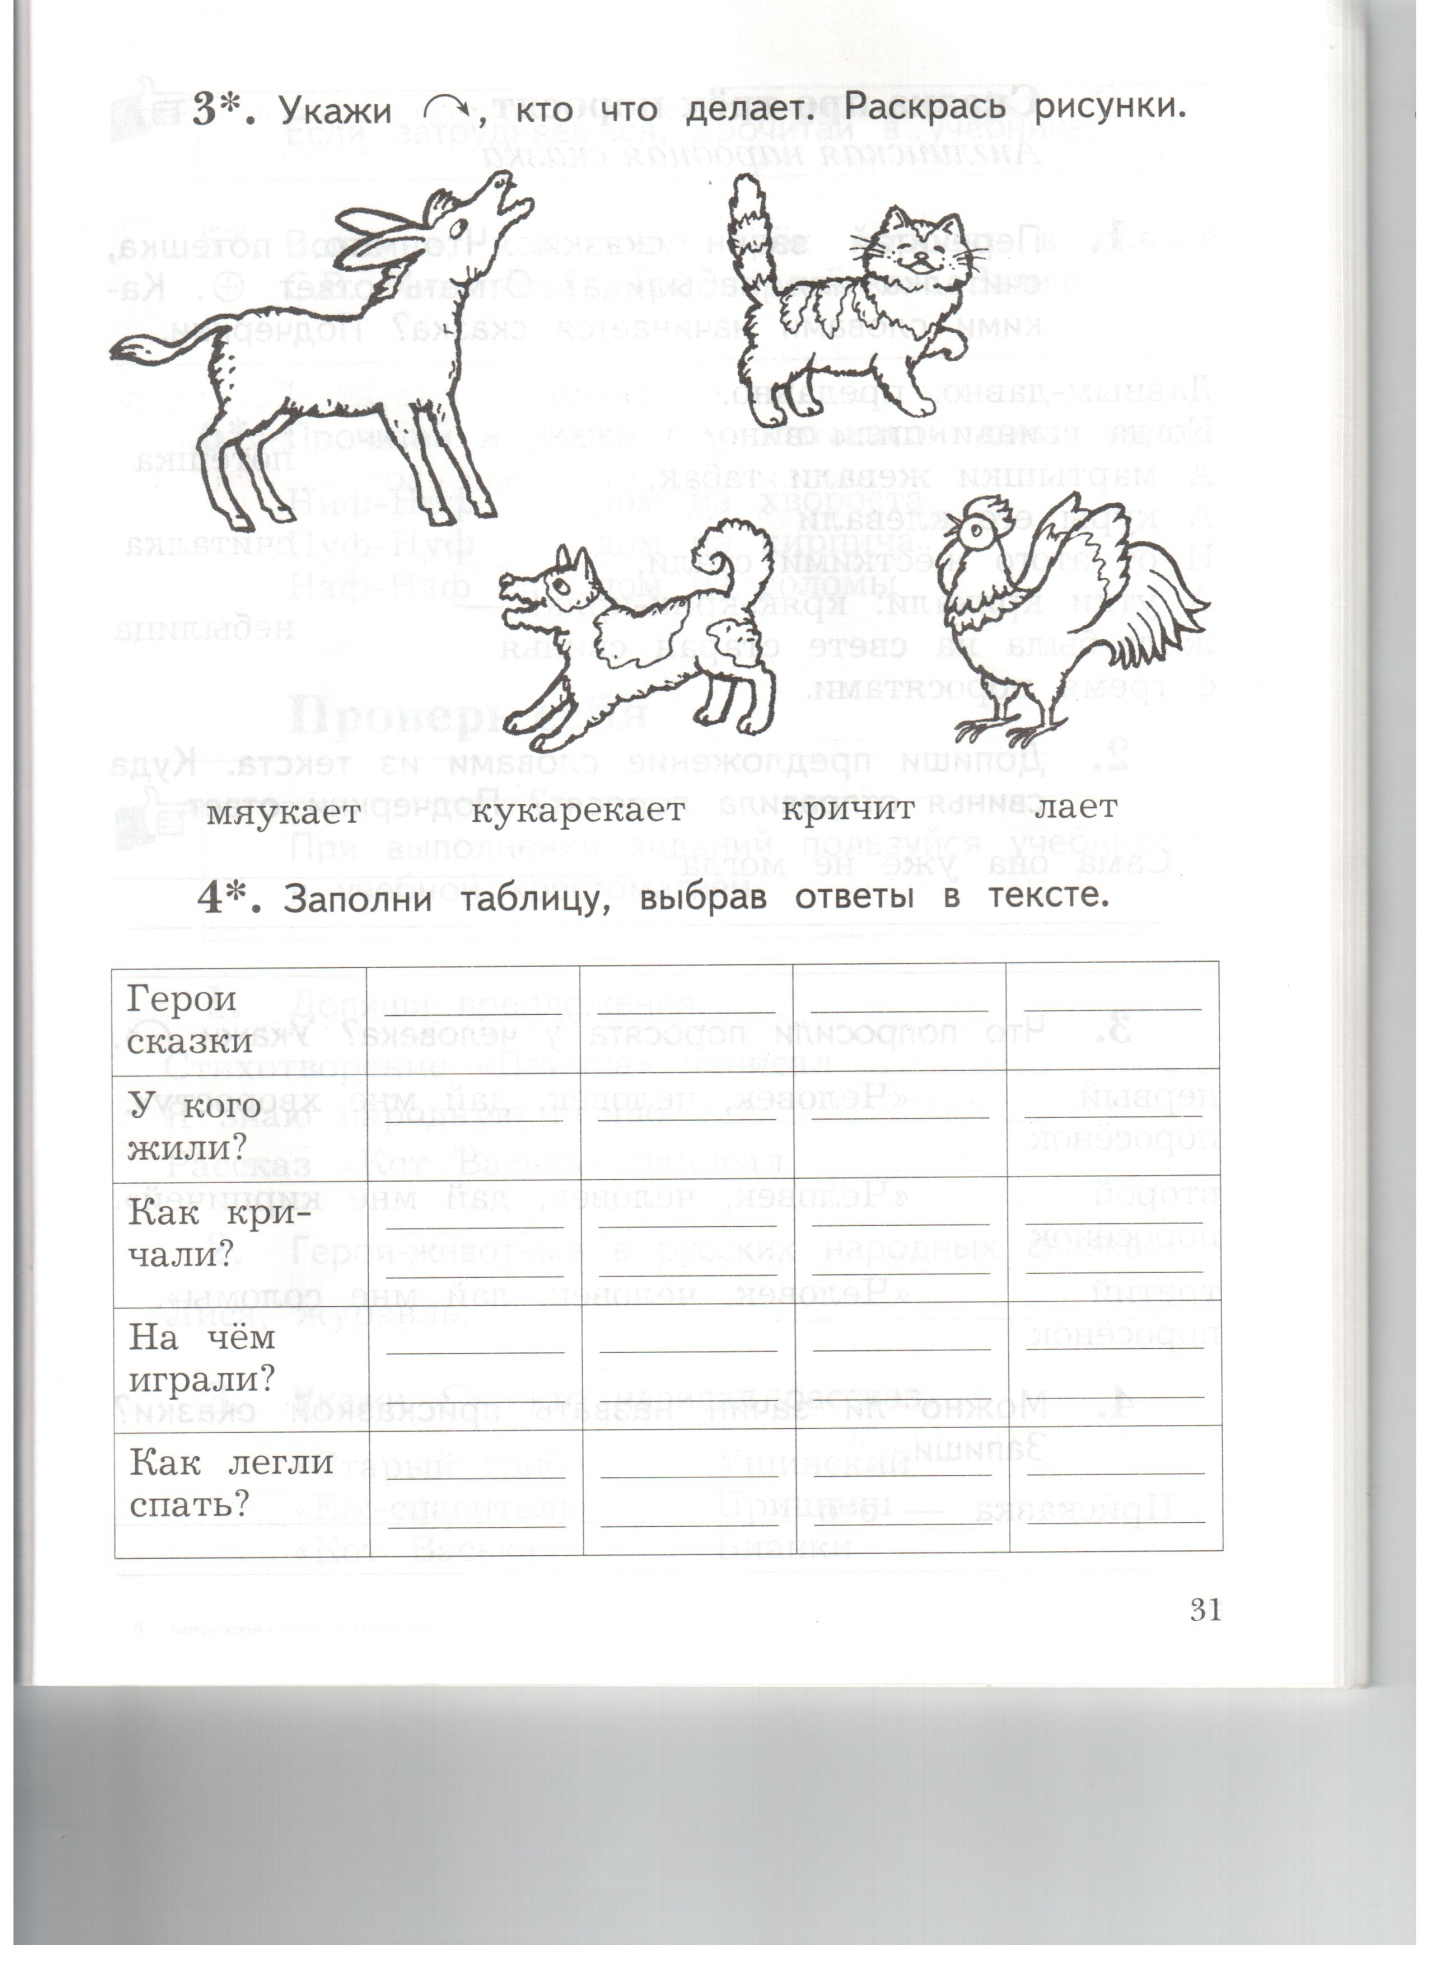 3*. Укажи , кто что делает. Раскрась рисунки.
мяукает кукарекает кричит лает
4*. Заполни таблицу, выбрав ответы в тексте.
Герои
сказки
У кого
жили?
Как кри-
чали?
На чём
играли?
Как легли
спать?
31